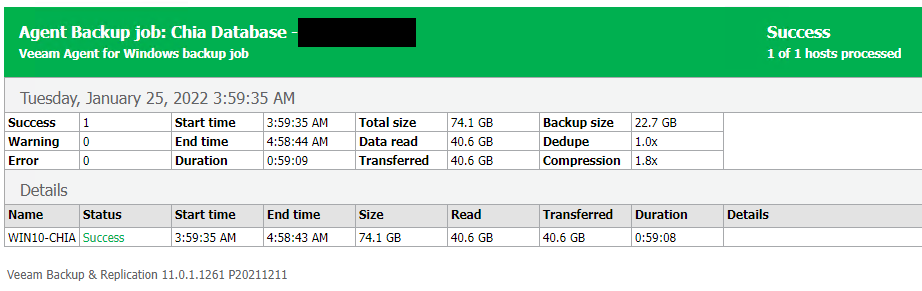 Agent Backup job: Chia Database -
Success
Veeam Agent for Windows backup job
1 of 1 hosts processed
Tuesday, January 25, 2022 3:59:35 AM
Success 1 Start time 3:59:35 AM Total size 74.1 GB Backup size 22.7 GB
Warning 0 End time 4:58:44 AM Data read 40.6 GB Dedupe 1.0x
Error 0 Duration 0:59:09 Transferred 40.6 GB Compression 1.8x
Details
Name Status Start time End time Size Read Transferred Duration Details
WIN10-CHIA Success 3:59:35 AM 4:58:43 AM 74.1 GB 40.6 GB 40.6 GB 0:59:08
Veeam Backup & Replication 11.0.1.1261 P20211211